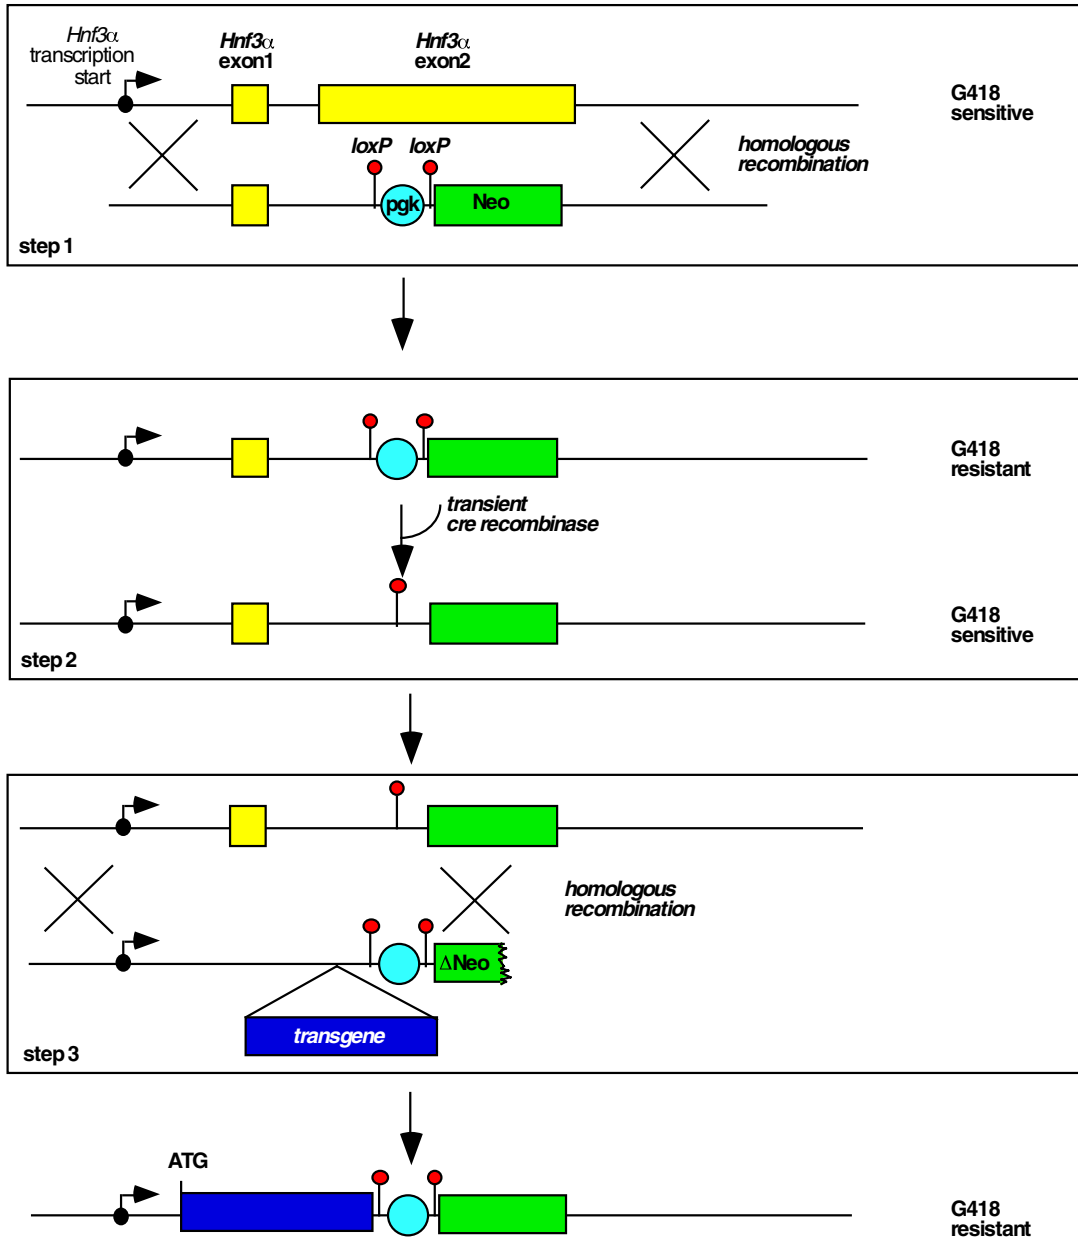 Hnf3α
transcription
start
Hnf3α
exon1
Hnf3α
exon2
G418
sensitive
loxP
loxP
homologous
recombination
pgk
Neo
step 1
G418
resistant
transient
cre recombinase
G418
sensitive
step 2
homologous
recombination
ΔNeo
transgene
step 3
ATG
G418
resistant